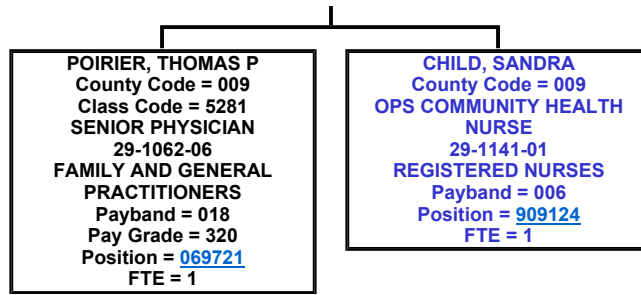 POIRIER, THOMAS P
County Code = 009
Class Code = 5281
SENIOR PHYSICIAN
29-1062-06
FAMILY AND GENERAL
PRACTITIONERS
Payband = 018
Pay Grade = 320
Position = 069721
FTE = 1
CHILD, SANDRA
County Code = 009
OPS COMMUNITY HEALTH
NURSE
29-1141-01
REGISTERED NURSES
Payband = 006
Position = 909124
FTE = 1